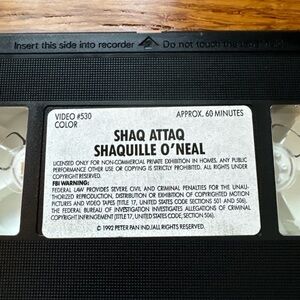 Insert this side into recorder Do not touch the
VIDEO #530 APPROX. 60 MINUTES
COLOR
SHAQ ATTAQ
SHAQUILLE O'NEAL
LICENSED ONLY FOR NON-COMMERCIAL PRIVATE EXHIBITION IN HOMES. ANY PUBLIC
PERFORMANCE OTHER USE OR COPYING IS STRICTLY PROHIBITED. ALL RIGHTS UNDER
COPYRIGHT RESERVED.
FBI WARNING:
FEDERAL LAW PROVIDES SEVERE CIVIL AND CRIMINAL PENALTIES FOR THE UNAU-
THORIZED REPRODUCTION, DISTRIBUTION OR EXHIBITION OF COPYRIGHTED MOTION
PICTURES AND VIDEO TAPES (TITLE 17, UNITED STATES CODE SECTIONS 501 AND 506).
THE FEDERAL BUREAU OF INVESTIGATION INVESTIGATES ALLEGATIONS OF CRIMINAL
COPYRIGHT INFRINGEMENT (TITLE 17, UNITED STATES CODE, SECTION 506).
© 1992 PETER PAN IND. (ALL RIGHTS RESERVED.